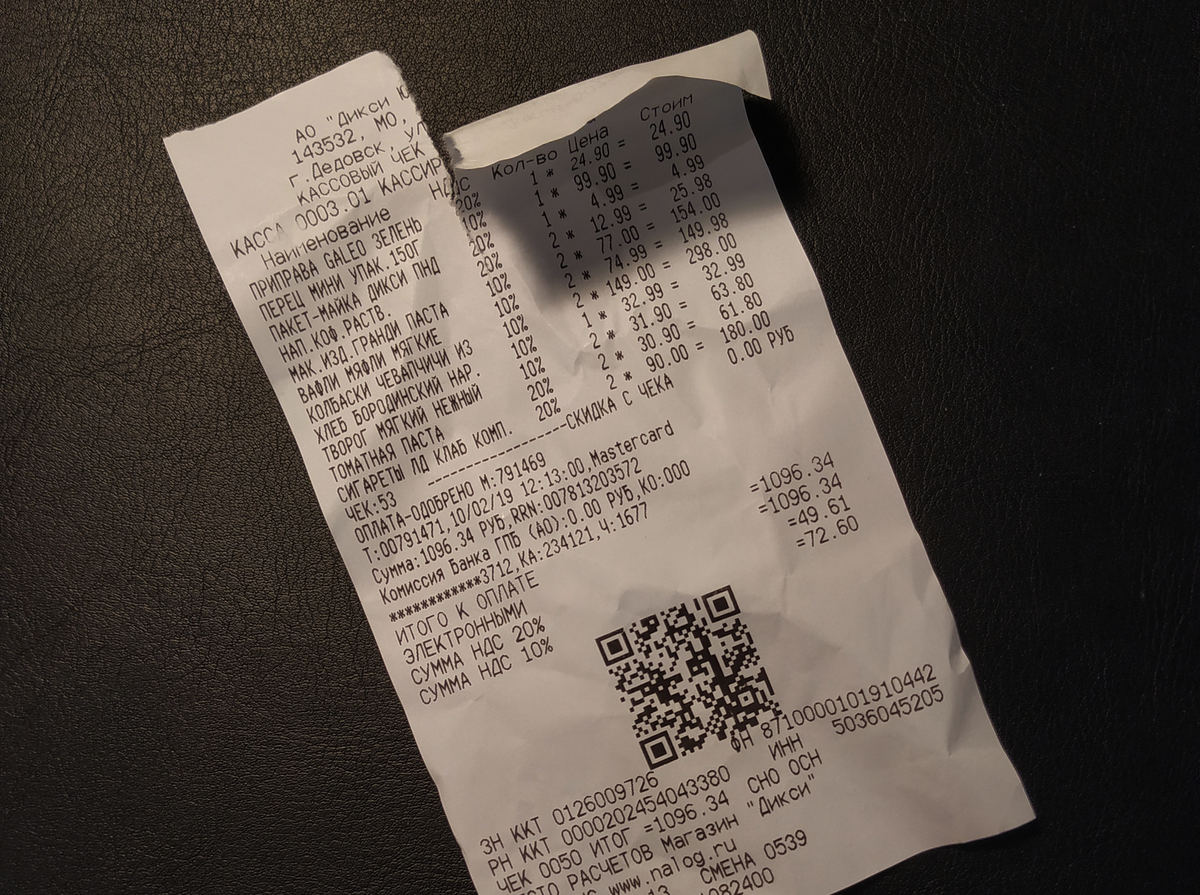 АО "Дикси Ю
143532, МО,
г.Дедовск, ул
КАССОВЫЙ ЧЕК
КАССА 0003.01 КАССИР
Наименование НДС Кол-во Цена Стоим
ПРИПРАВА GALEO ЗЕЛЕНЬ 20% 1 * 24.90 = 24.90
ПЕРЕЦ МИНИ УПАК.150Г 10% 1 * 99.90 = 99.90
ПАКЕТ-МАЙКА ДИКСИ ПНД 20% 1 * 4.99 = 4.99
НАП.КОФ.РАСТВ. 20% 2 * 12.99 = 25.98
МАК.ИЗД.ГРАНДИ ПАСТА 10% 2 * 77.00 = 154.00
ВАФЛИ МЯФЛИ МЯГКИЕ 10% 2 * 74.99 = 149.98
КОЛБАСКИ ЧЕВАПЧИЧИ ИЗ 10% 2 * 149.00 = 298.00
ХЛЕБ БОРОДИНСКИЙ НАР. 10% 1 * 32.99 = 32.99
ТВОРОГ МЯГКИЙ НЕЖНЫЙ 10% 2 * 31.90 = 63.80
ТОМАТНАЯ ПАСТА 20% 2 * 30.90 = 61.80
СИГАРЕТЫ ЛД КЛАБ КОМП. 20% 2 * 90.00 = 180.00
ЧЕК:53 ----------------СКИДКА С ЧЕКА 0.00 РУБ
ОПЛАТА-ОДОБРЕНО М:791469
Т:00791471,10/02/19 12:13:00,Mastercard
Сумма:1096.34 РУБ,RRN:007813203572
Комиссия Банка ГПБ (АО):0.00 РУБ,КО:000
************3712,КА:234121,Ч:1677
ИТОГО К ОПЛАТЕ =1096.34
ЭЛЕКТРОННЫМИ =1096.34
СУММА НДС 20% =49.61
СУММА НДС 10% =72.60
ЗН ККТ 0126009726 ФН 8710000101910442
РН ККТ 0000202454043380 ИНН 5036045205
ЧЕК 0050 ИТОГ =1096.34 СНО ОСН
РАСЧЕТОВ Магазин "Дикси"
www.nalog.ru
СМЕНА 0539